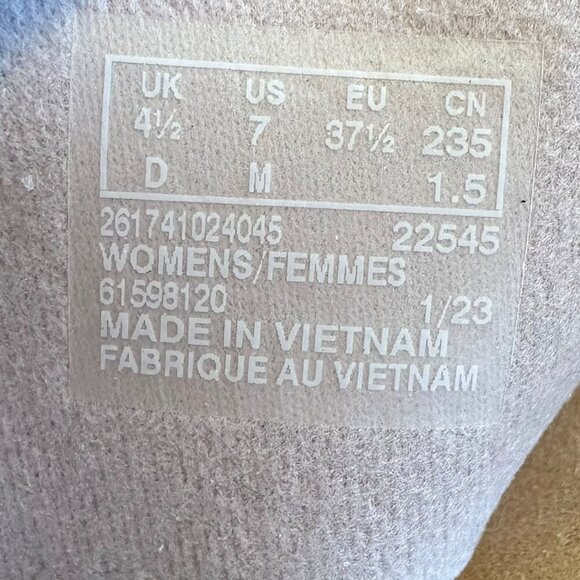 UK US EU CN
4½ 7 37½ 235
D M 1.5
261741024045 22545
WOMENS/FEMMES
61598120 1/23
MADE IN VIETNAM
FABRIQUE AU VIETNAM